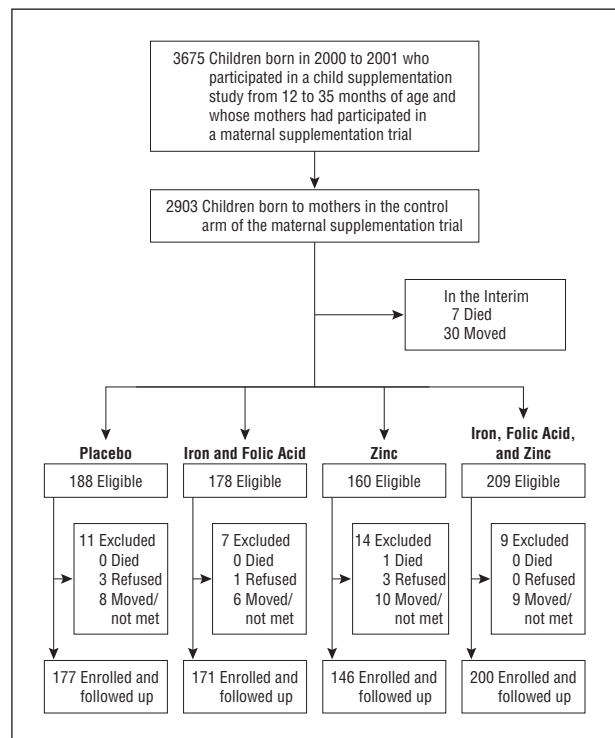 3675 Children born in 2000 to 2001 who
participated in a child supplementation
study from 12 to 35 months of age and
whose mothers had participated in
a maternal supplementation trial
2903 Children born to mothers in the control
arm of the maternal supplementation trial
In the Interim
7 Died
30 Moved
Placebo
188 Eligible
11 Excluded
0 Died
3 Refused
8 Moved/
not met
177 Enrolled and
followed up
Iron and Folic Acid
178 Eligible
7 Excluded
0 Died
1 Refused
6 Moved/
not met
171 Enrolled and
followed up
Zinc
160 Eligible
14 Excluded
1 Died
3 Refused
10 Moved/
not met
146 Enrolled and
followed up
Iron, Folic Acid,
and Zinc
209 Eligible
9 Excluded
0 Died
0 Refused
9 Moved/
not met
200 Enrolled and
followed up